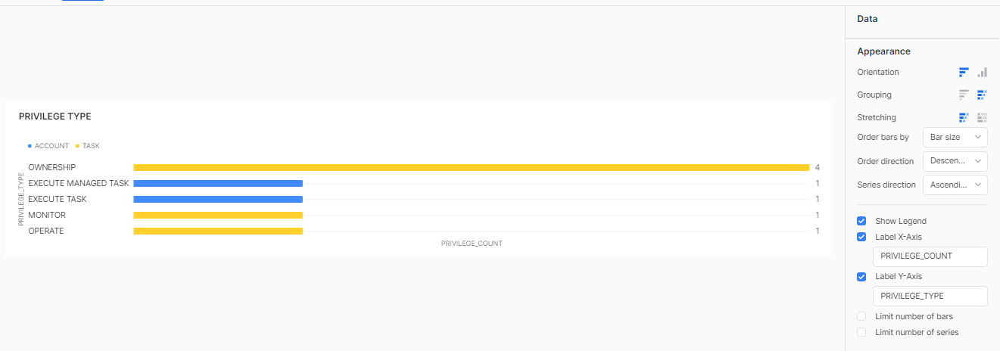 Data
Appearance
Orientation
Grouping
Stretching
Order bars by Bar size
Order direction Descen...
Series direction Ascendi...
Show Legend
Label X-Axis
PRIVILEGE_COUNT
Label Y-Axis
PRIVILEGE_TYPE
Limit number of bars
Limit number of series
PRIVILEGE TYPE
ACCOUNT TASK
PRIVILEGE_TYPE
OWNERSHIP 4
EXECUTE MANAGED TASK 1
EXECUTE TASK 1
MONITOR 1
OPERATE 1
PRIVILEGE_COUNT